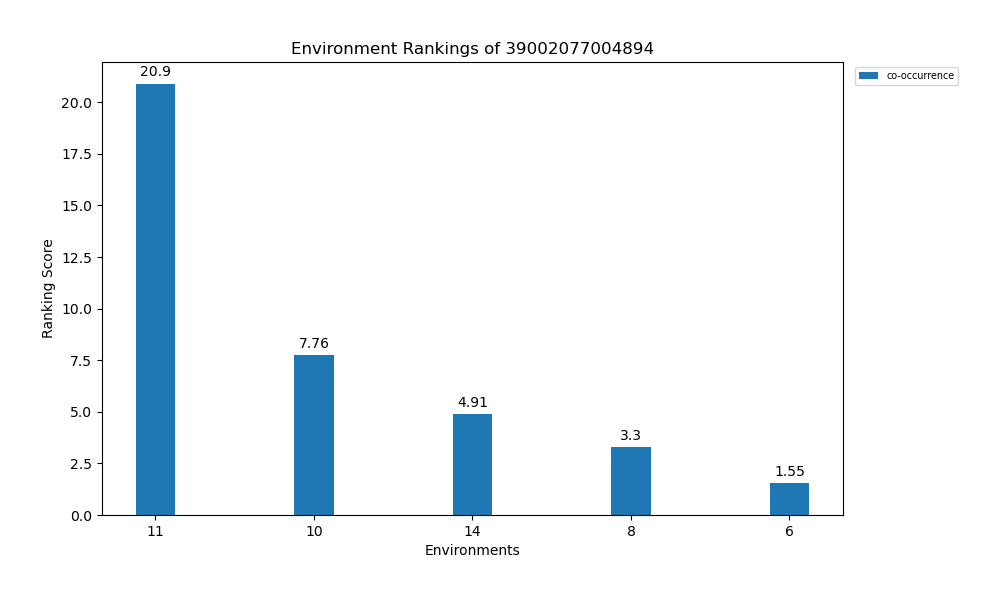 Environment Rankings of 39002077004894
co-occurrence
Ranking Score
20.0
17.5
15.0
12.5
10.0
7.5
5.0
2.5
0.0
20.9
7.76
4.91
3.3
1.55
11 10 14 8 6
Environments